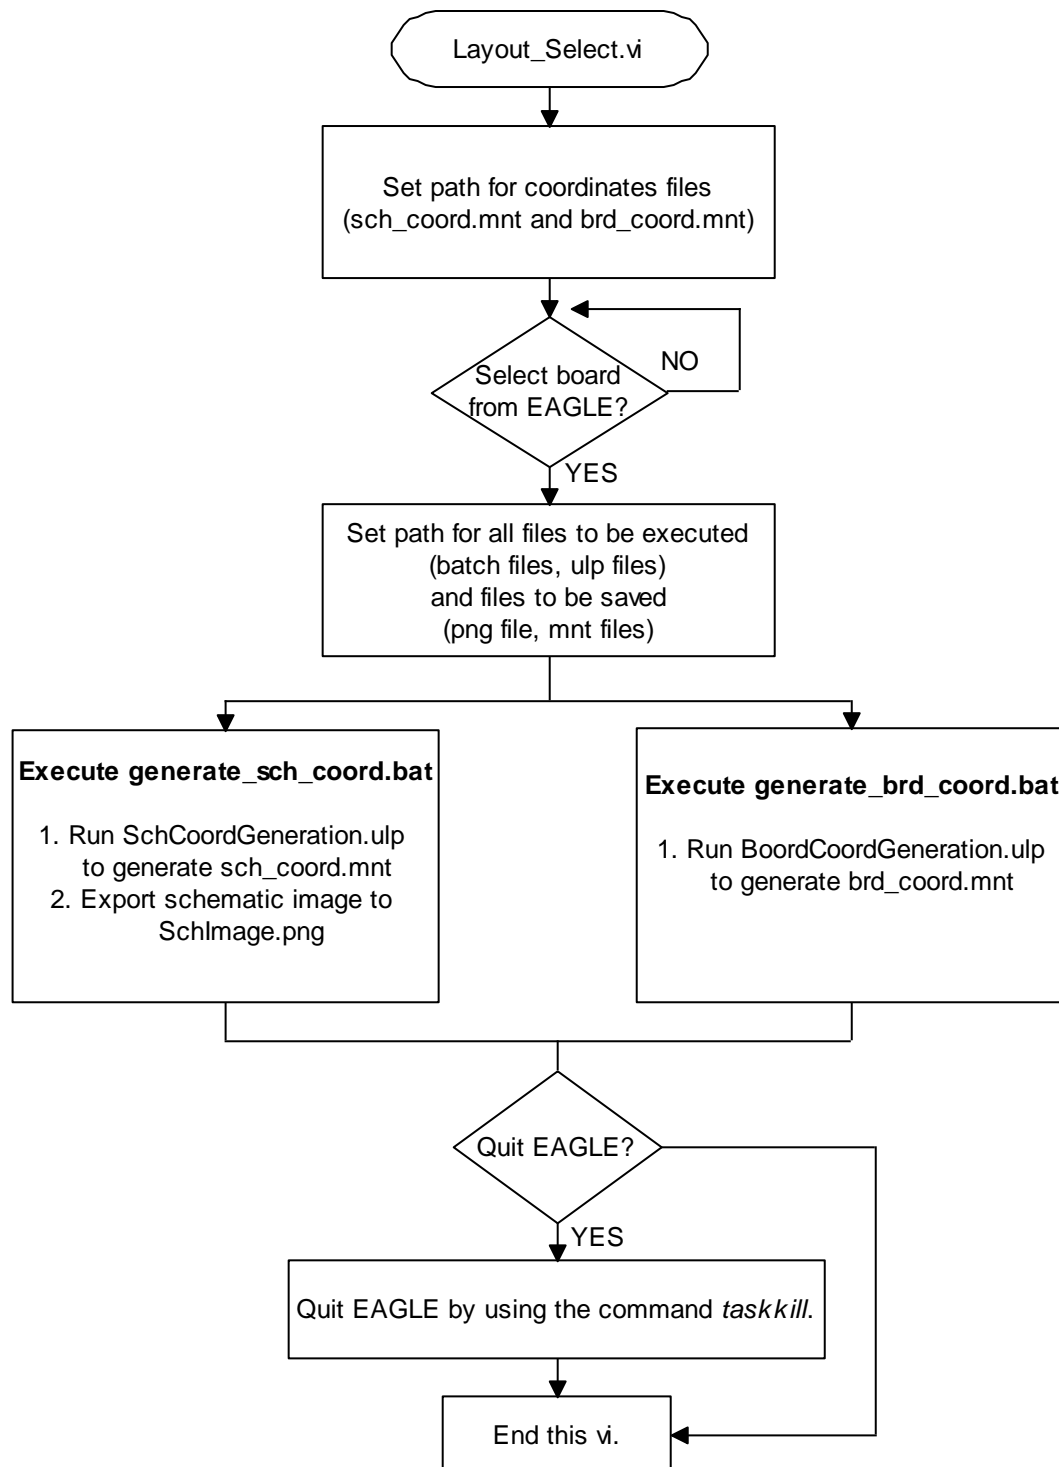 Layout_Select.vi
Set path for coordinates files
(sch_coord.mnt and brd_coord.mnt)
Select board
from EAGLE?
NO
YES
Set path for all files to be executed
(batch files, ulp files)
and files to be saved
(png file, mnt files)
Execute generate_sch_coord.bat
1. Run SchCoordGeneration.ulp
to generate sch_coord.mnt
2. Export schematic image to
SchImage.png
Execute generate_brd_coord.bat
1. Run BoordCoordGeneration.ulp
to generate brd_coord.mnt
Quit EAGLE?
YES
Quit EAGLE by using the command taskkill.
End this vi.